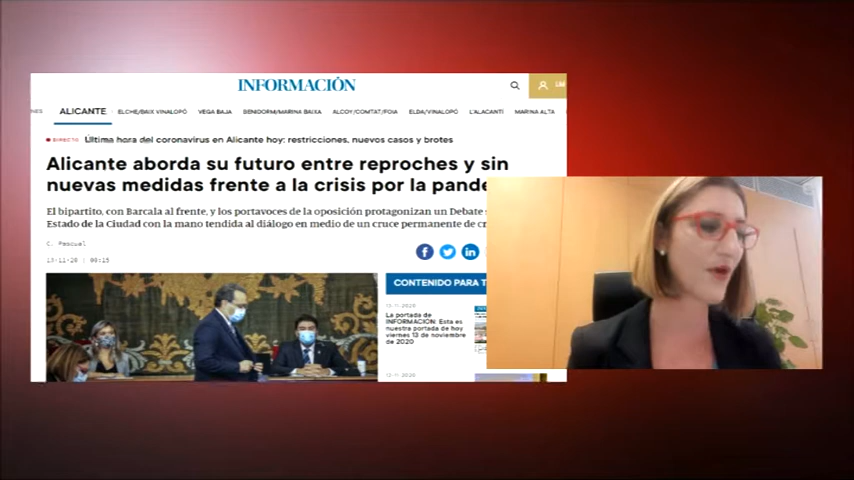 INFORMACIÓN
NES ALICANTE ELCHE/BAIX VINALOPÓ VEGA BAJA BENIDORM/MARINA BAIXA ALCOY/COMTAT/FOIA ELDA/VINALOPÓ L'ALACANTÍ MARINA ALTA
DIRECTO Última hora del coronavirus en Alicante hoy: restricciones, nuevos casos y brotes
Alicante aborda su futuro entre reproches y sin
nuevas medidas frente a la crisis por la pande
El bipartito, con Barcala al frente, y los portavoces de la oposición protagonizan un Debate s
Estado de la Ciudad con la mano tendida al diálogo en medio de un cruce permanente de cr
C. Pascual
13·11·20 | 00:15
CONTENIDO PARA T
13·11·2020
La portada de
INFORMACIÓN: Esta es
nuestra portada de hoy
viernes 13 de noviembre
de 2020
12·11·2020